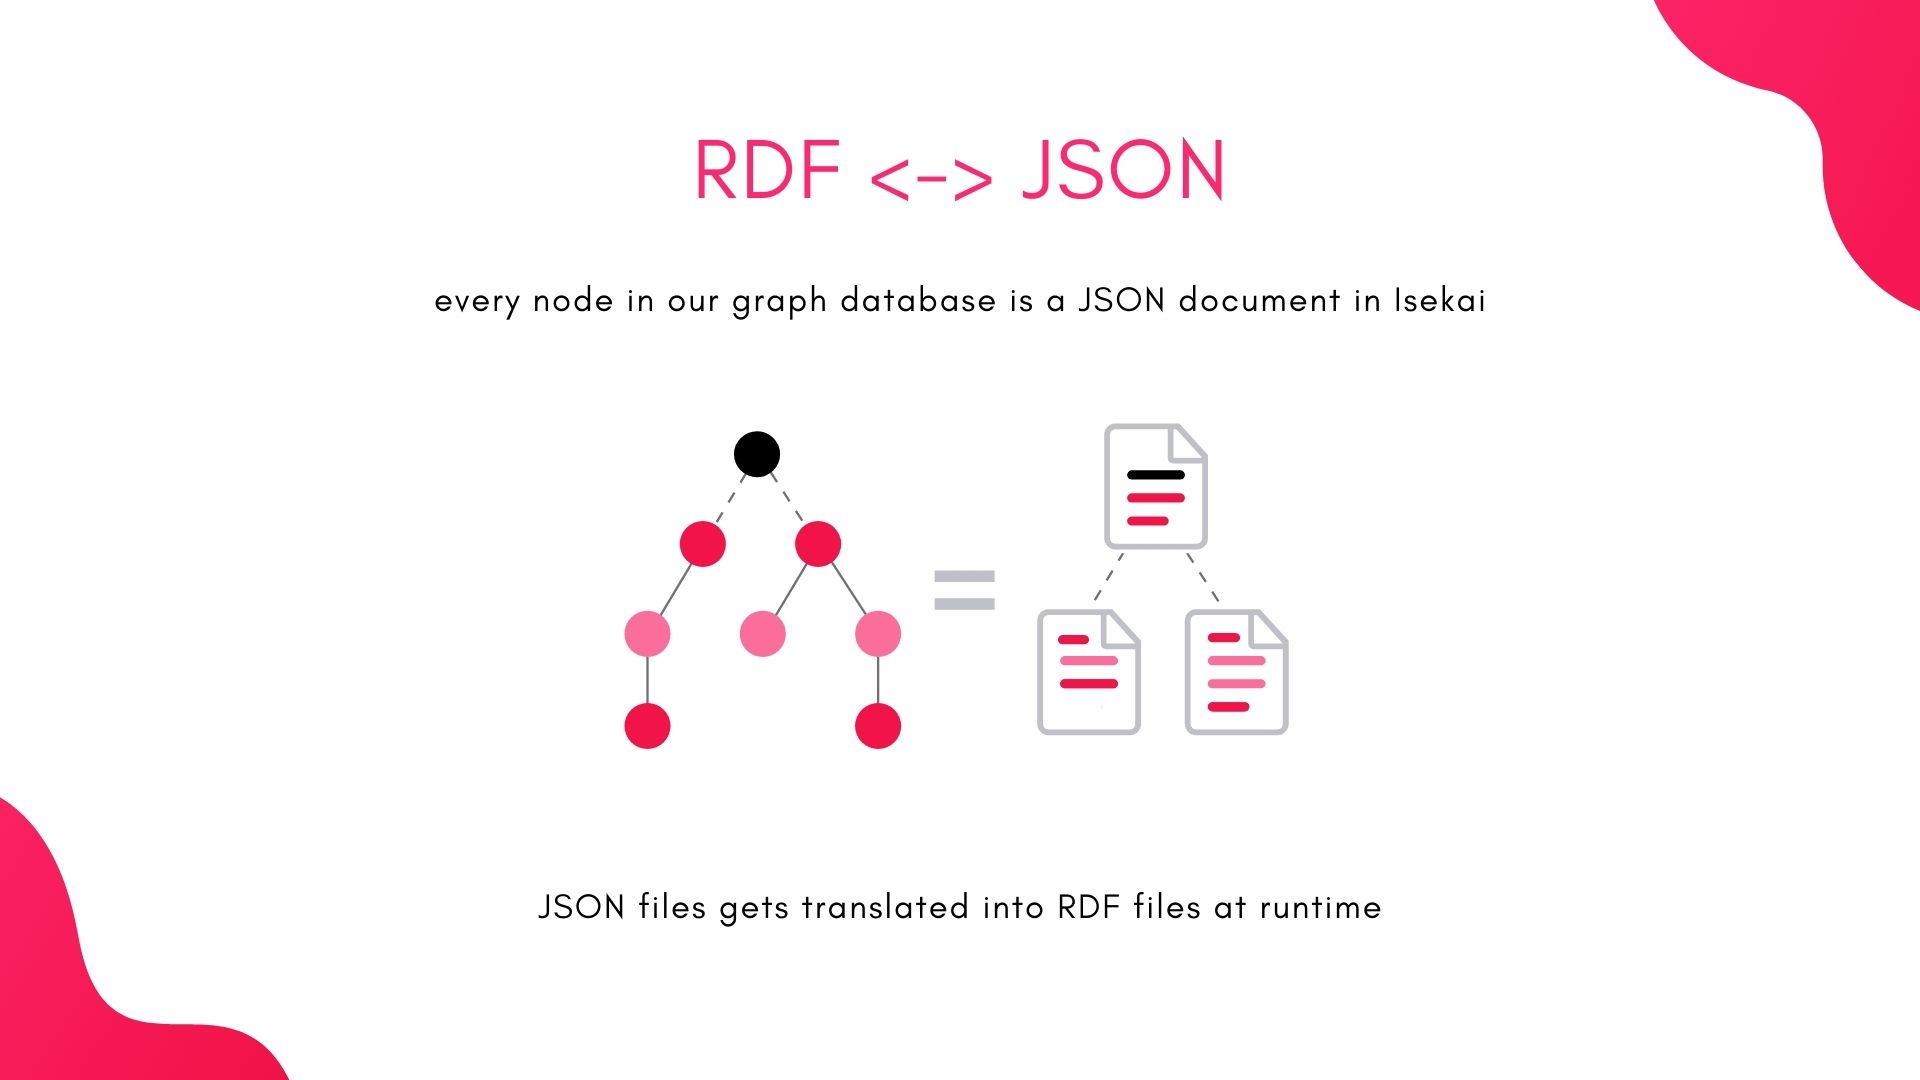 RDF <-> JSON
every node in our graph database is a JSON document in Isekai
JSON files gets translated into RDF files at runtime